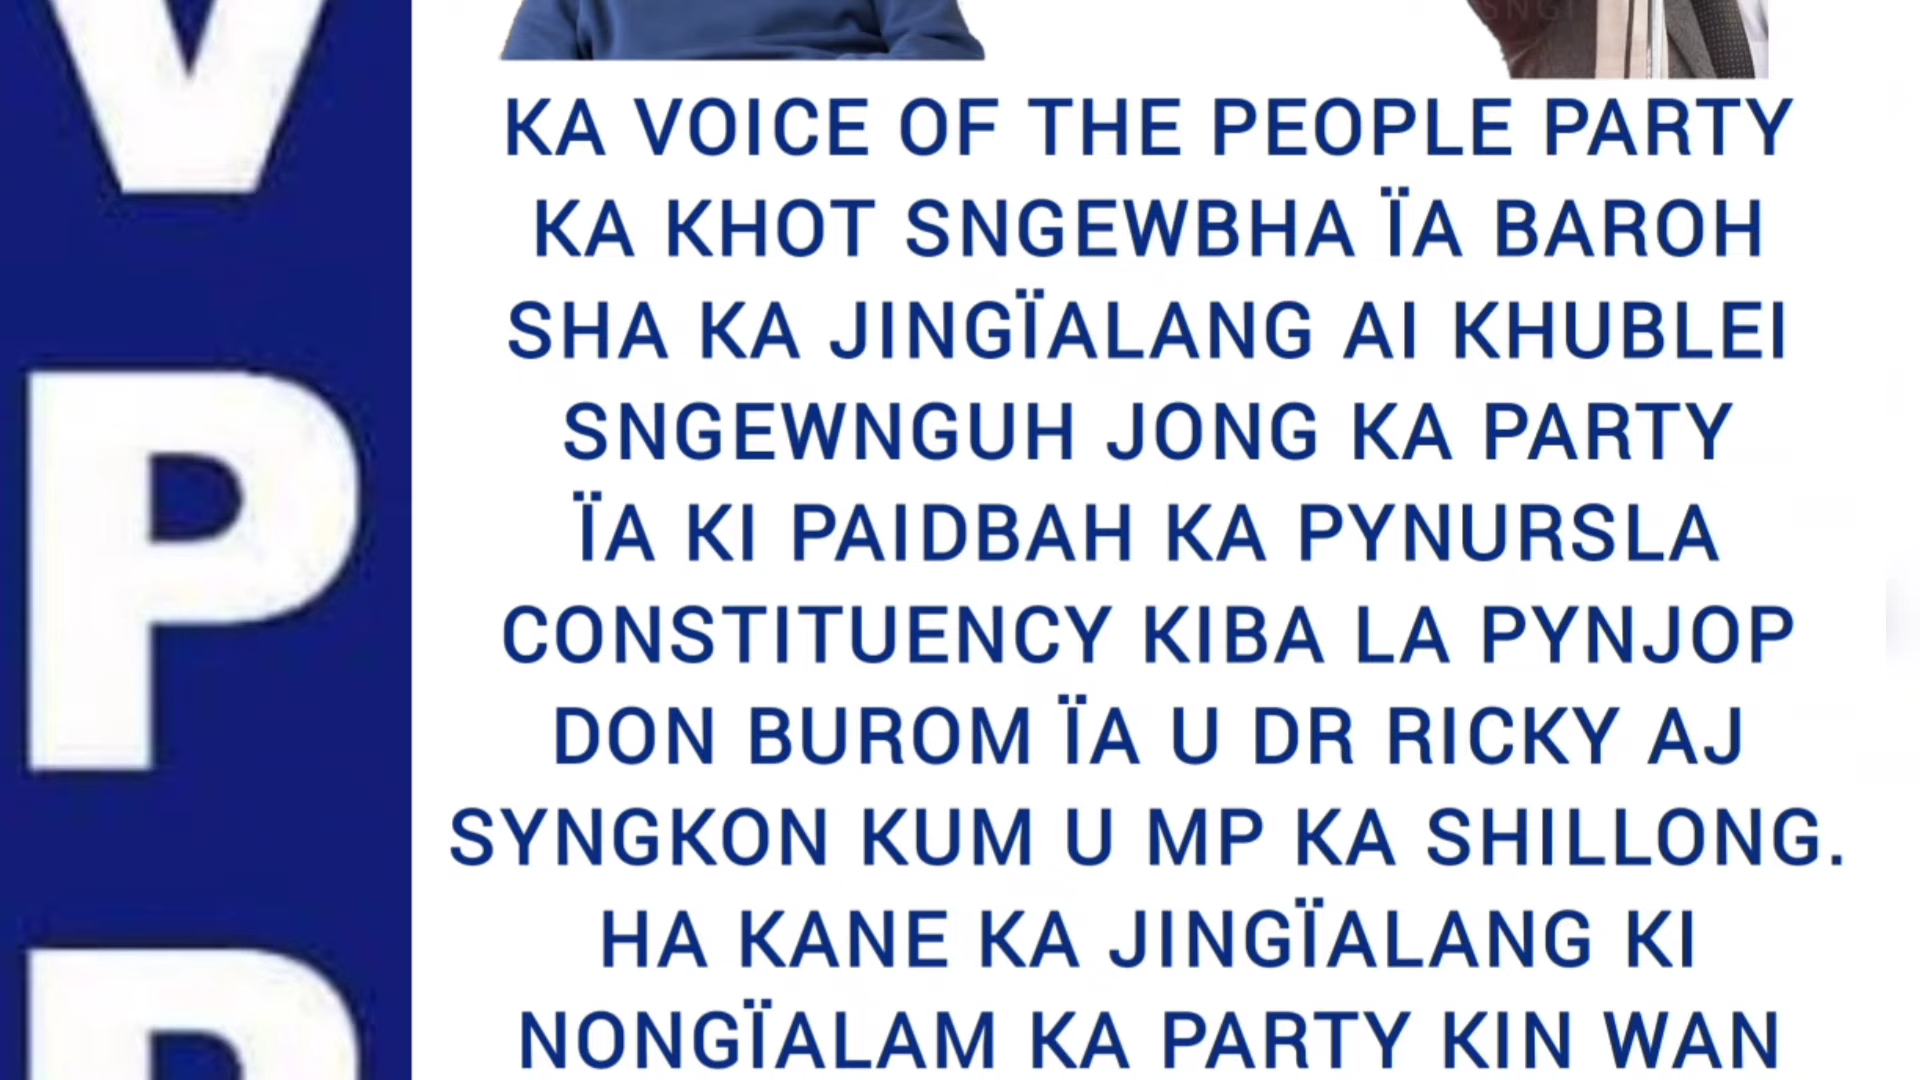 V
P
P
SNGI
KA VOICE OF THE PEOPLE PARTY
KA KHOT SNGEWBHA ÏA BAROH
SHA KA JINGÏALANG AI KHUBLEI
SNGEWNGUH JONG KA PARTY
ÏA KI PAIDBAH KA PYNURSLA
CONSTITUENCY KIBA LA PYNJOP
DON BUROM ÏA U DR RICKY AJ
SYNGKON KUM U MP KA SHILLONG.
HA KANE KA JINGÏALANG KI
NONGÏALAM KA PARTY KIN WAN